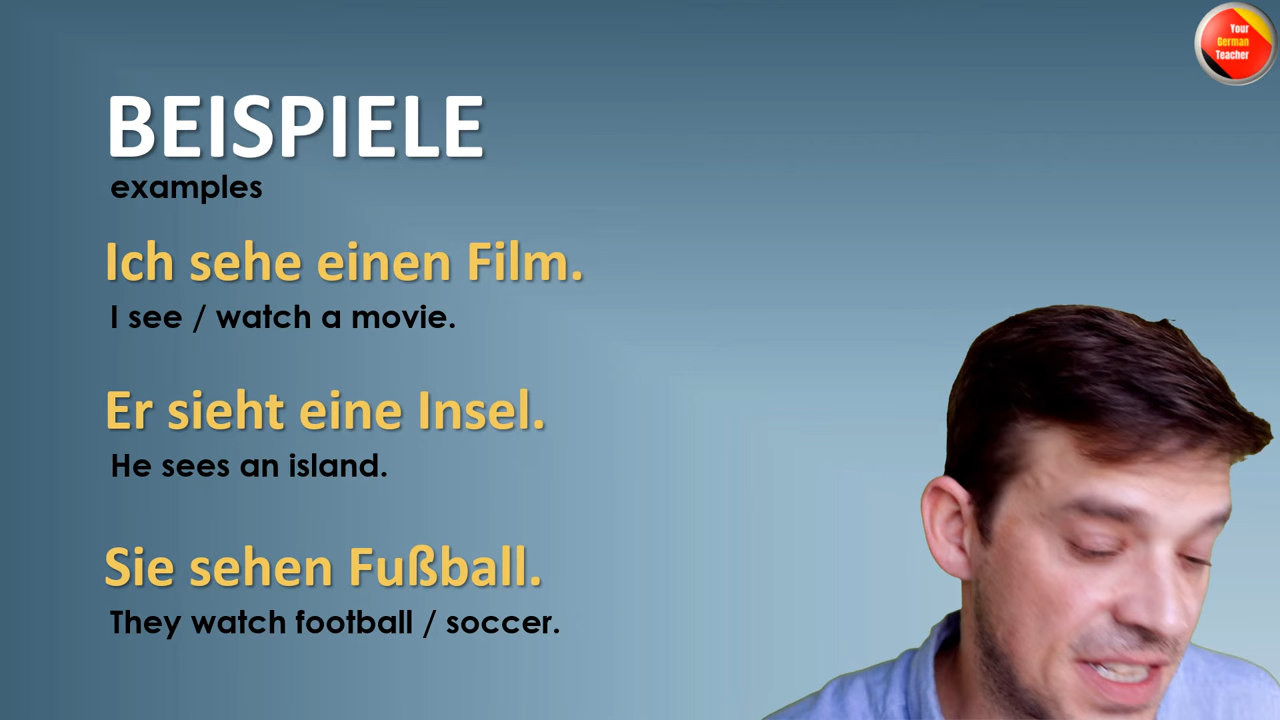 Your
German
Teacher
BEISPIELE
examples
Ich sehe einen Film.
I see / watch a movie.
Er sieht eine Insel.
He sees an island.
Sie sehen Fußball.
They watch football / soccer.